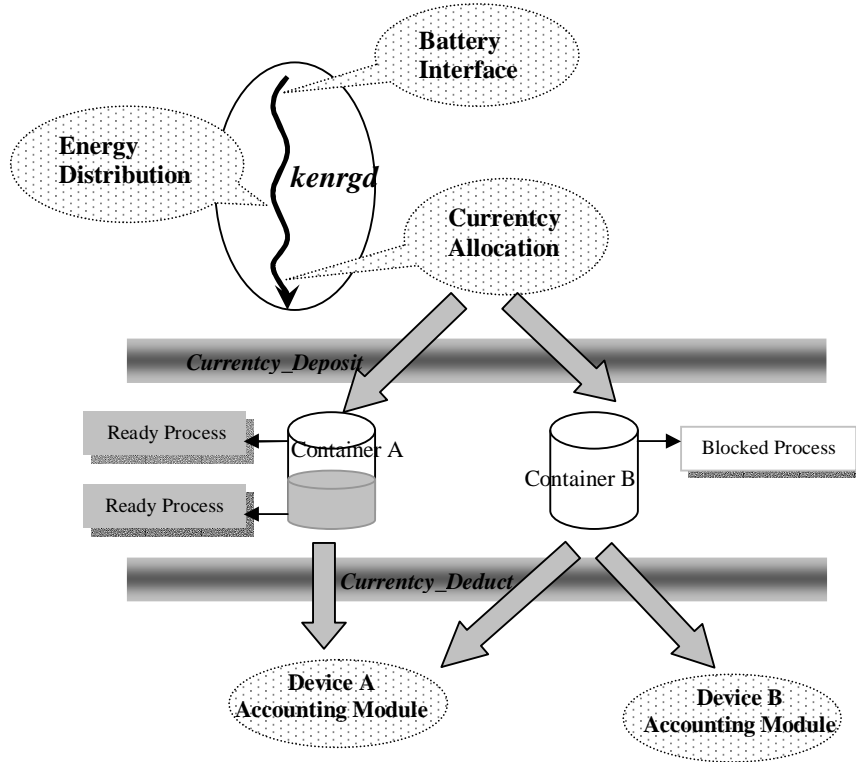 Battery
Interface
Energy
Distribution
kenrgd
Currentcy
Allocation
Currentcy_Deposit
Ready Process
Container A
Blocked Process
Container B
Ready Process
Currentcy_Deduct
Device A
Accounting Module
Device B
Accounting Module